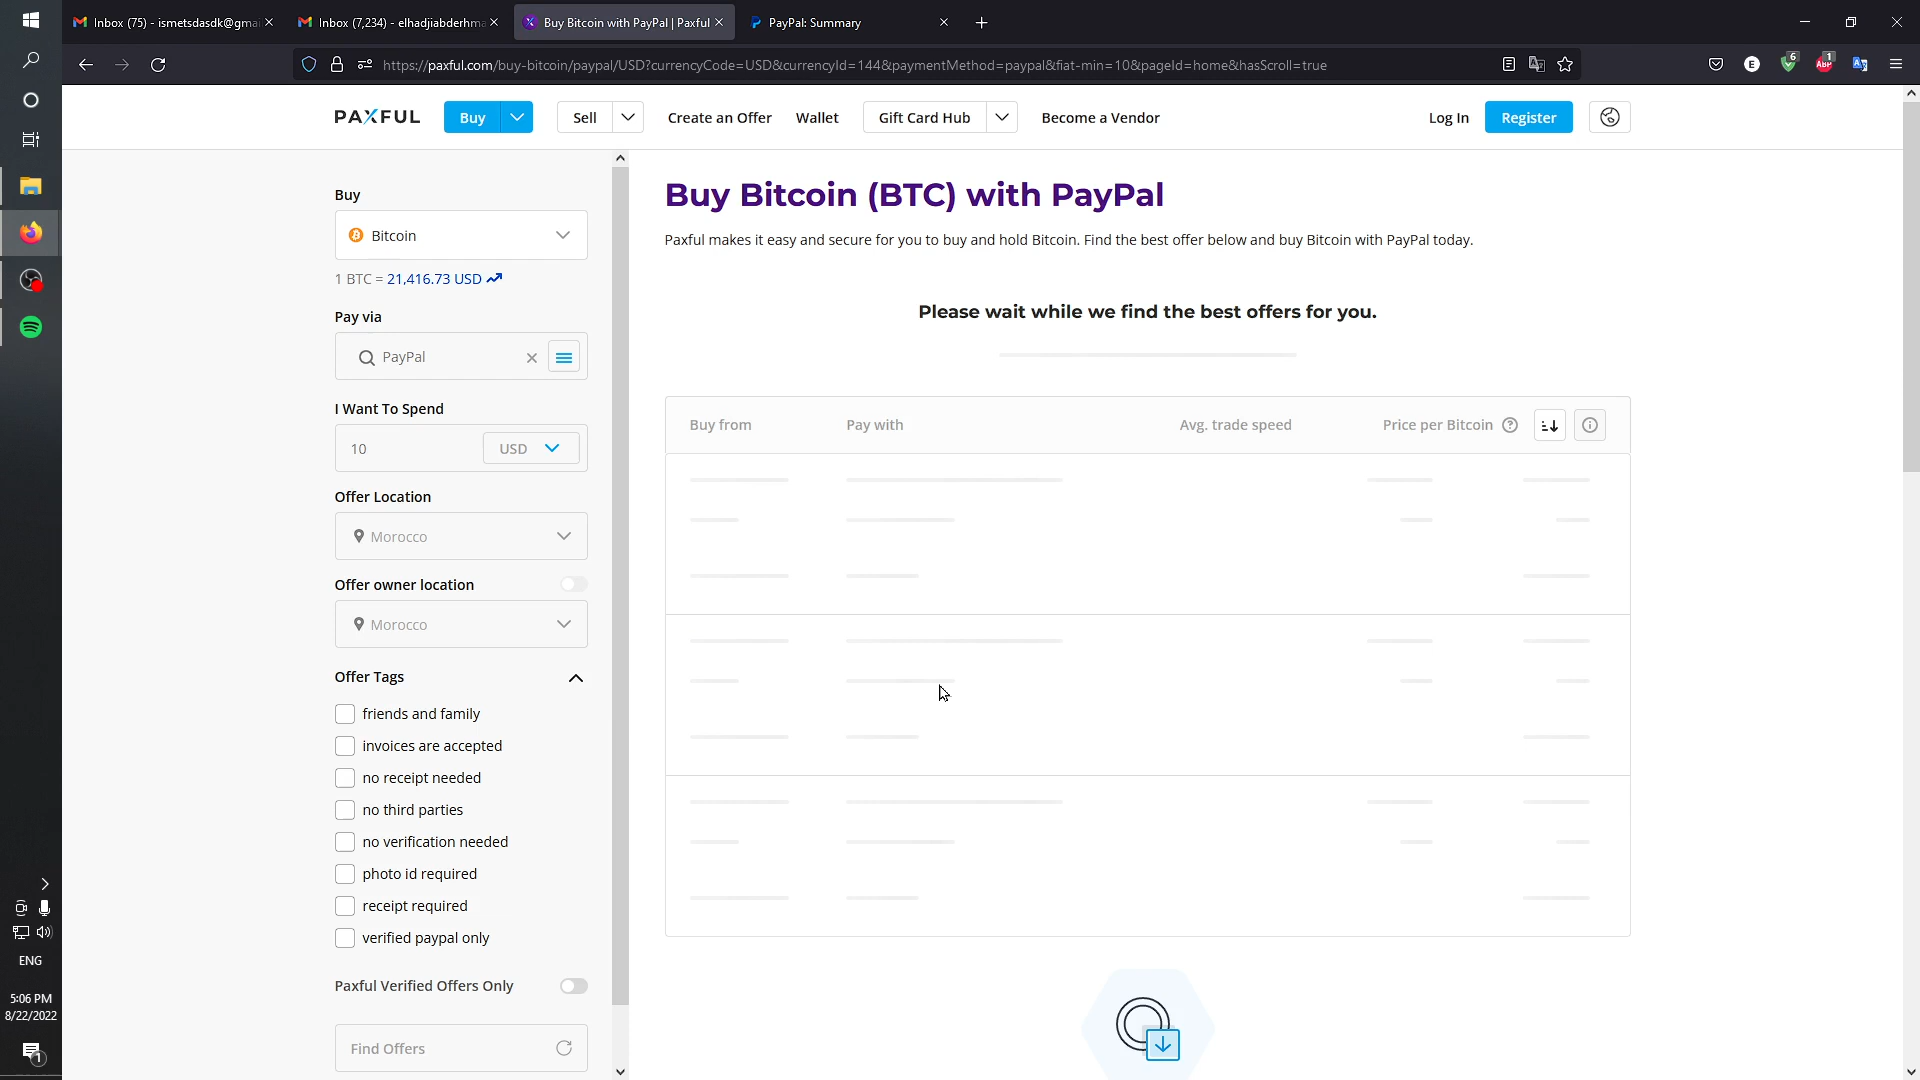 Inbox (75) - ismetsdasdk@gmai
Inbox (7,234) - elhadjiabderhma
Buy Bitcoin with PayPal | Paxful
PayPal: Summary
https://paxful.com/buy-bitcoin/paypal/USD?currencyCode=USD&currencyId=144&paymentMethod=paypal&fiat-min=10&pageId=home&hasScroll=true
E
6
ABP
1
PAXFUL
Buy
Sell
Create an Offer
Wallet
Gift Card Hub
Become a Vendor
Log In
Register
Buy
Bitcoin
1 BTC = 21,416.73 USD
Pay via
PayPal
I Want To Spend
10
USD
Offer Location
Morocco
Offer owner location
Morocco
Offer Tags
friends and family
invoices are accepted
no receipt needed
no third parties
no verification needed
photo id required
receipt required
verified paypal only
Paxful Verified Offers Only
Find Offers
Buy Bitcoin (BTC) with PayPal
Paxful makes it easy and secure for you to buy and hold Bitcoin. Find the best offer below and buy Bitcoin with PayPal today.
Please wait while we find the best offers for you.
Buy from
Pay with
Avg. trade speed
Price per Bitcoin
ENG
5:06 PM
8/22/2022
1